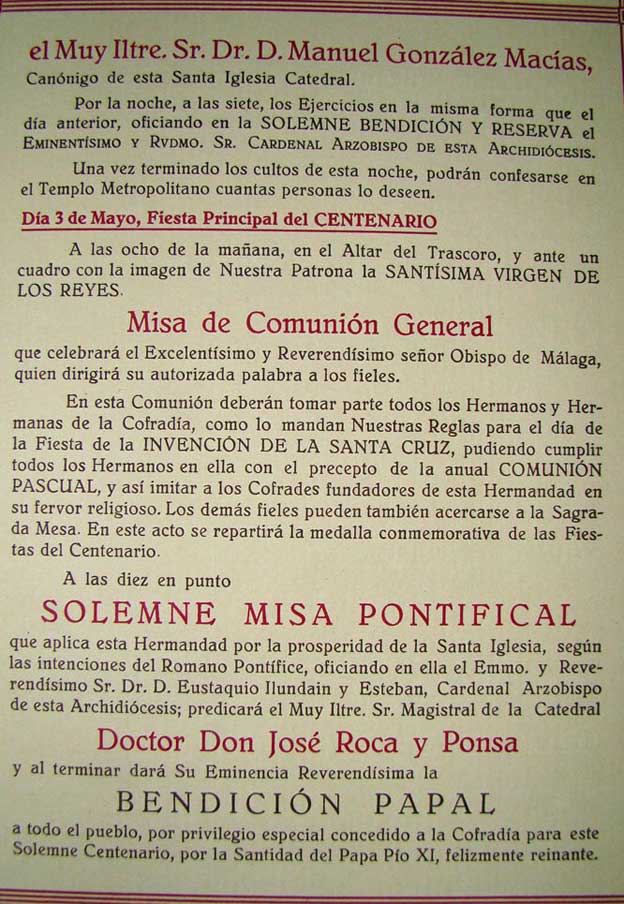 el Muy Iltre. Sr. Dr. D. Manuel González Macías,
Canónigo de esta Santa Iglesia Catedral.
Por la noche, a las siete, los Ejercicios en la misma forma que el
día anterior, oficiando en la SOLEMNE BENDICIÓN Y RESERVA el
EMINENTÍSIMO Y RVDMO. SR. CARDENAL ARZOBISPO DE ESTA ARCHIDIÓCESIS.
Una vez terminado los cultos de esta noche, podrán confesarse en
el Templo Metropolitano cuantas personas lo deseen.
Día 3 de Mayo, Fiesta Principal del CENTENARIO
A las ocho de la mañana, en el Altar del Trascoro, y ante un
cuadro con la imagen de Nuestra Patrona la SANTÍSIMA VIRGEN DE
LOS REYES.
Misa de Comunión General
que celebrará el Excelentísimo y Reverendísimo señor Obispo de Málaga,
quien dirigirá su autorizada palabra a los fieles.
En esta Comunión deberán tomar parte todos los Hermanos y Her-
manas de la Cofradía, como lo mandan Nuestras Reglas para el día de
la Fiesta de la INVENCIÓN DE LA SANTA CRUZ, pudiendo cumplir
todos los Hermanos en ella con el precepto de la anual COMUNIÓN
PASCUAL, y así imitar a los Cofrades fundadores de esta Hermandad en
su fervor religioso. Los demás fieles pueden también acercarse a la Sagra-
da Mesa. En este acto se repartirá la medalla conmemorativa de las Fies-
tas del Centenario.
A las diez en punto
SOLEMNE MISA PONTIFICAL
que aplica esta Hermandad por la prosperidad de la Santa Iglesia, según
las intenciones del Romano Pontífice, oficiando en ella el Emmo. y Reve-
rendísimo Sr. Dr. D. Eustaquio Ilundain y Esteban, Cardenal Arzobispo
de esta Archidiócesis; predicará el Muy Iltre. Sr. Magistral de la Catedral
Doctor Don José Roca y Ponsa
y al terminar dará Su Eminencia Reverendísima la
BENDICIÓN PAPAL
a todo el pueblo, por privilegio especial concedido a la Cofradía para este
Solemne Centenario, por la Santidad del Papa Pío XI, felizmente reinante.